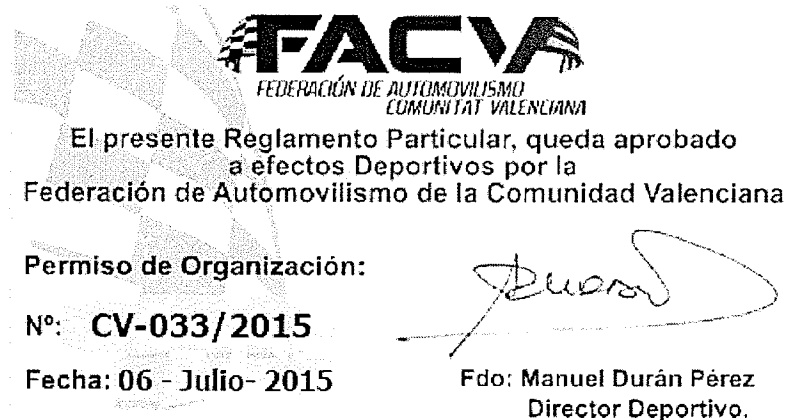 FACV
FEDERACIÓN DE AUTOMOVILISMO
COMUNITAT VALENCIANA
El presente Reglamento Particular, queda aprobado
a efectos Deportivos por la
Federación de Automovilismo de la Comunidad Valenciana
Permiso de Organización:
Nº: CV-033/2015
Fecha: 06 - Julio- 2015
Fdo: Manuel Durán Pérez
Director Deportivo.